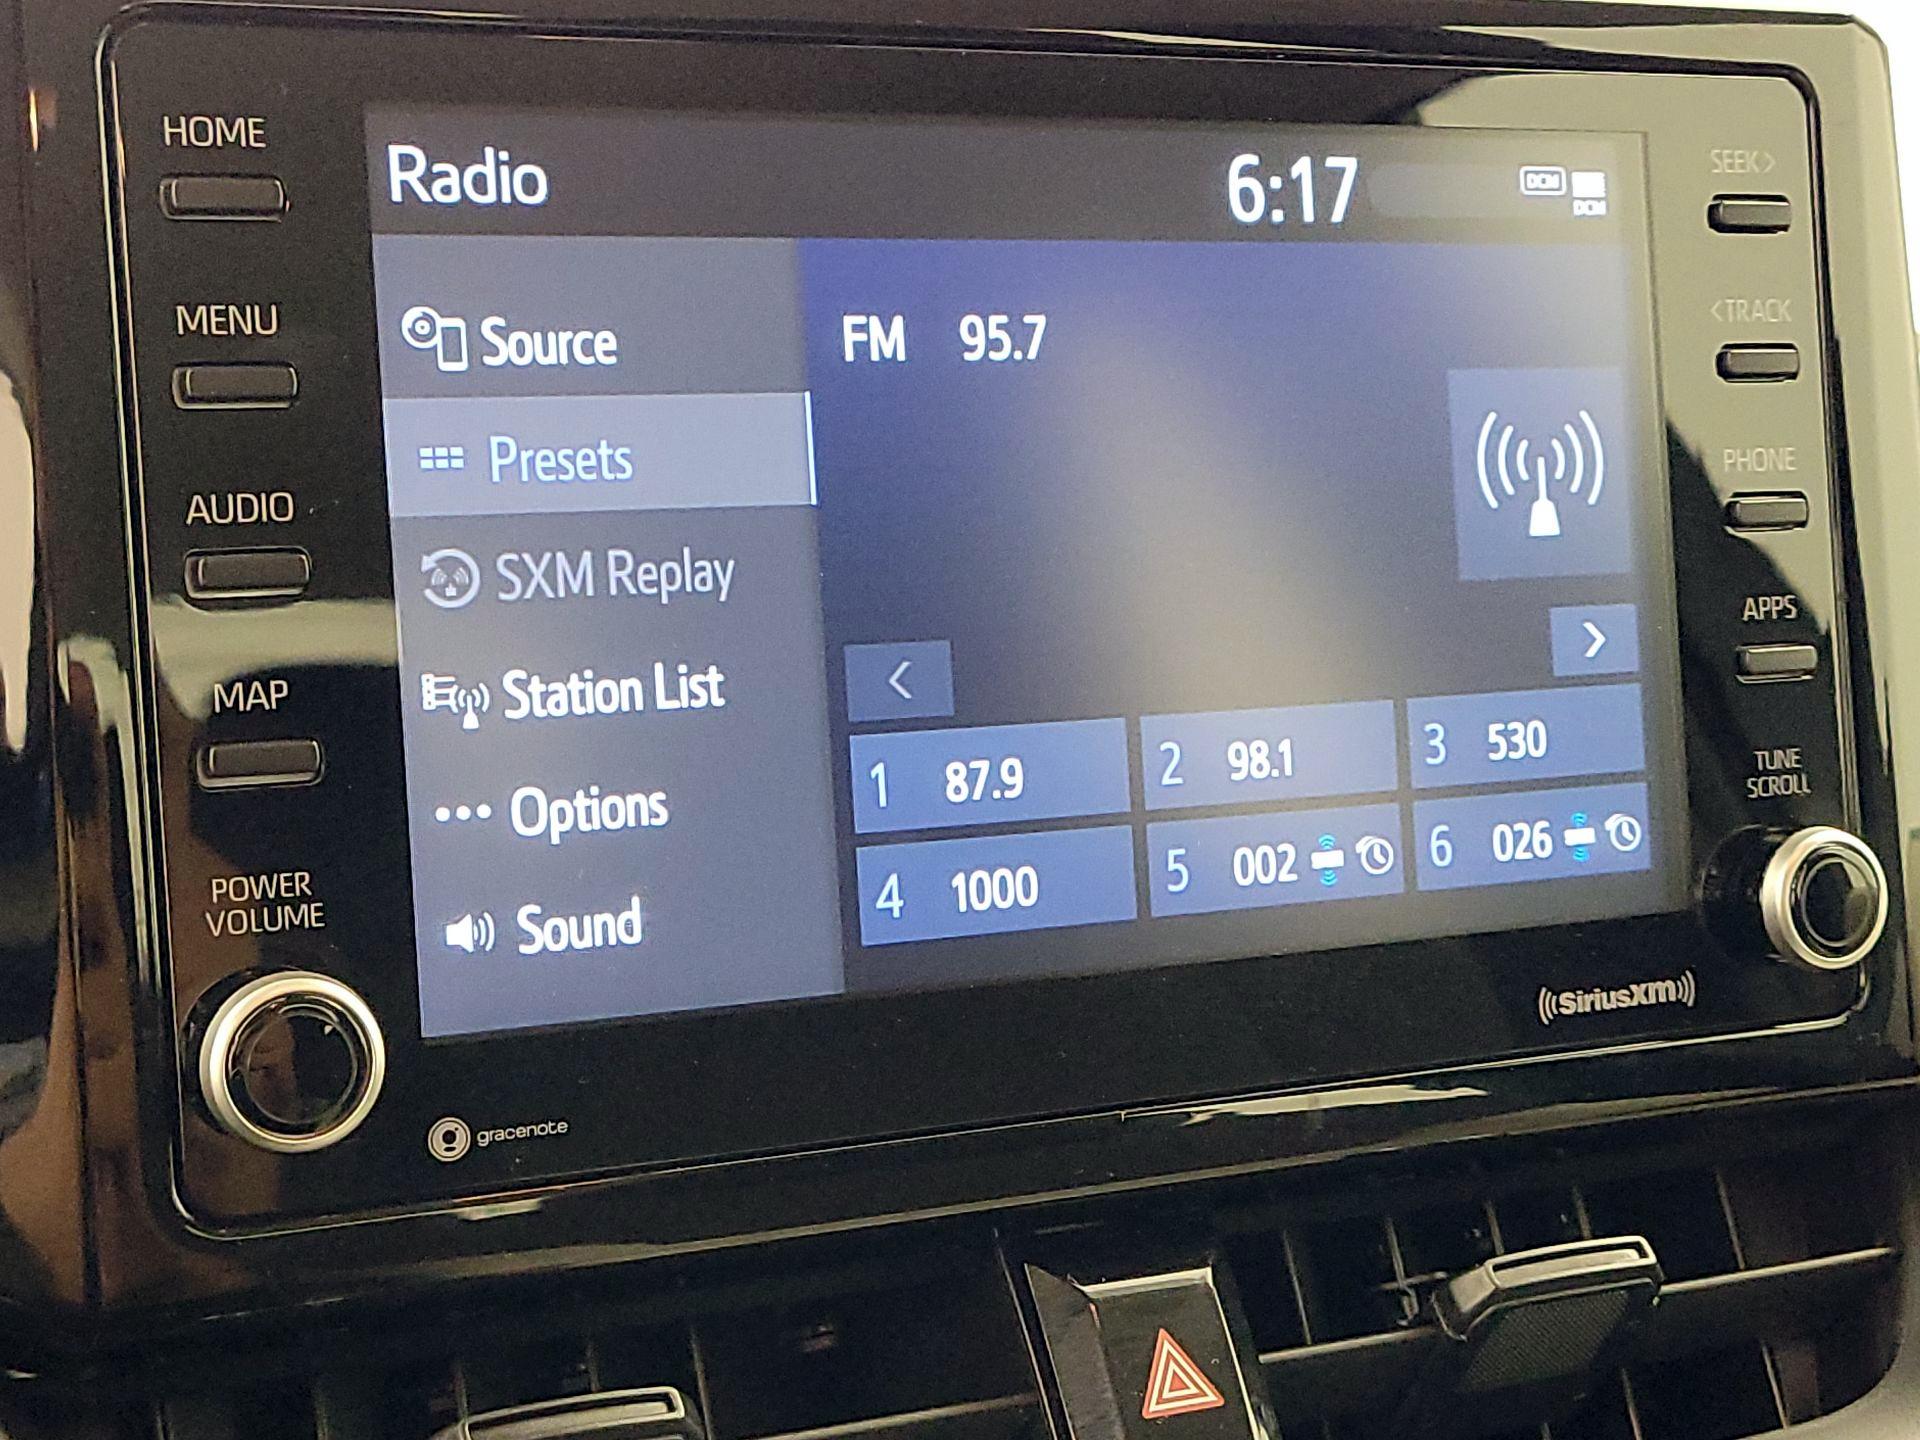 HOME
MENU
AUDIO
MAP
POWER
VOLUME
Radio
6:17
DCM
DCM
Source
Presets
SXM Replay
Station List
Options
Sound
FM 95.7
<
>
1 87.9
2 98.1
3 530
4 1000
5 002
6 026
SEEK>
<TRACK
PHONE
APPS
TUNE
SCROLL
SiriusXM
gracenote